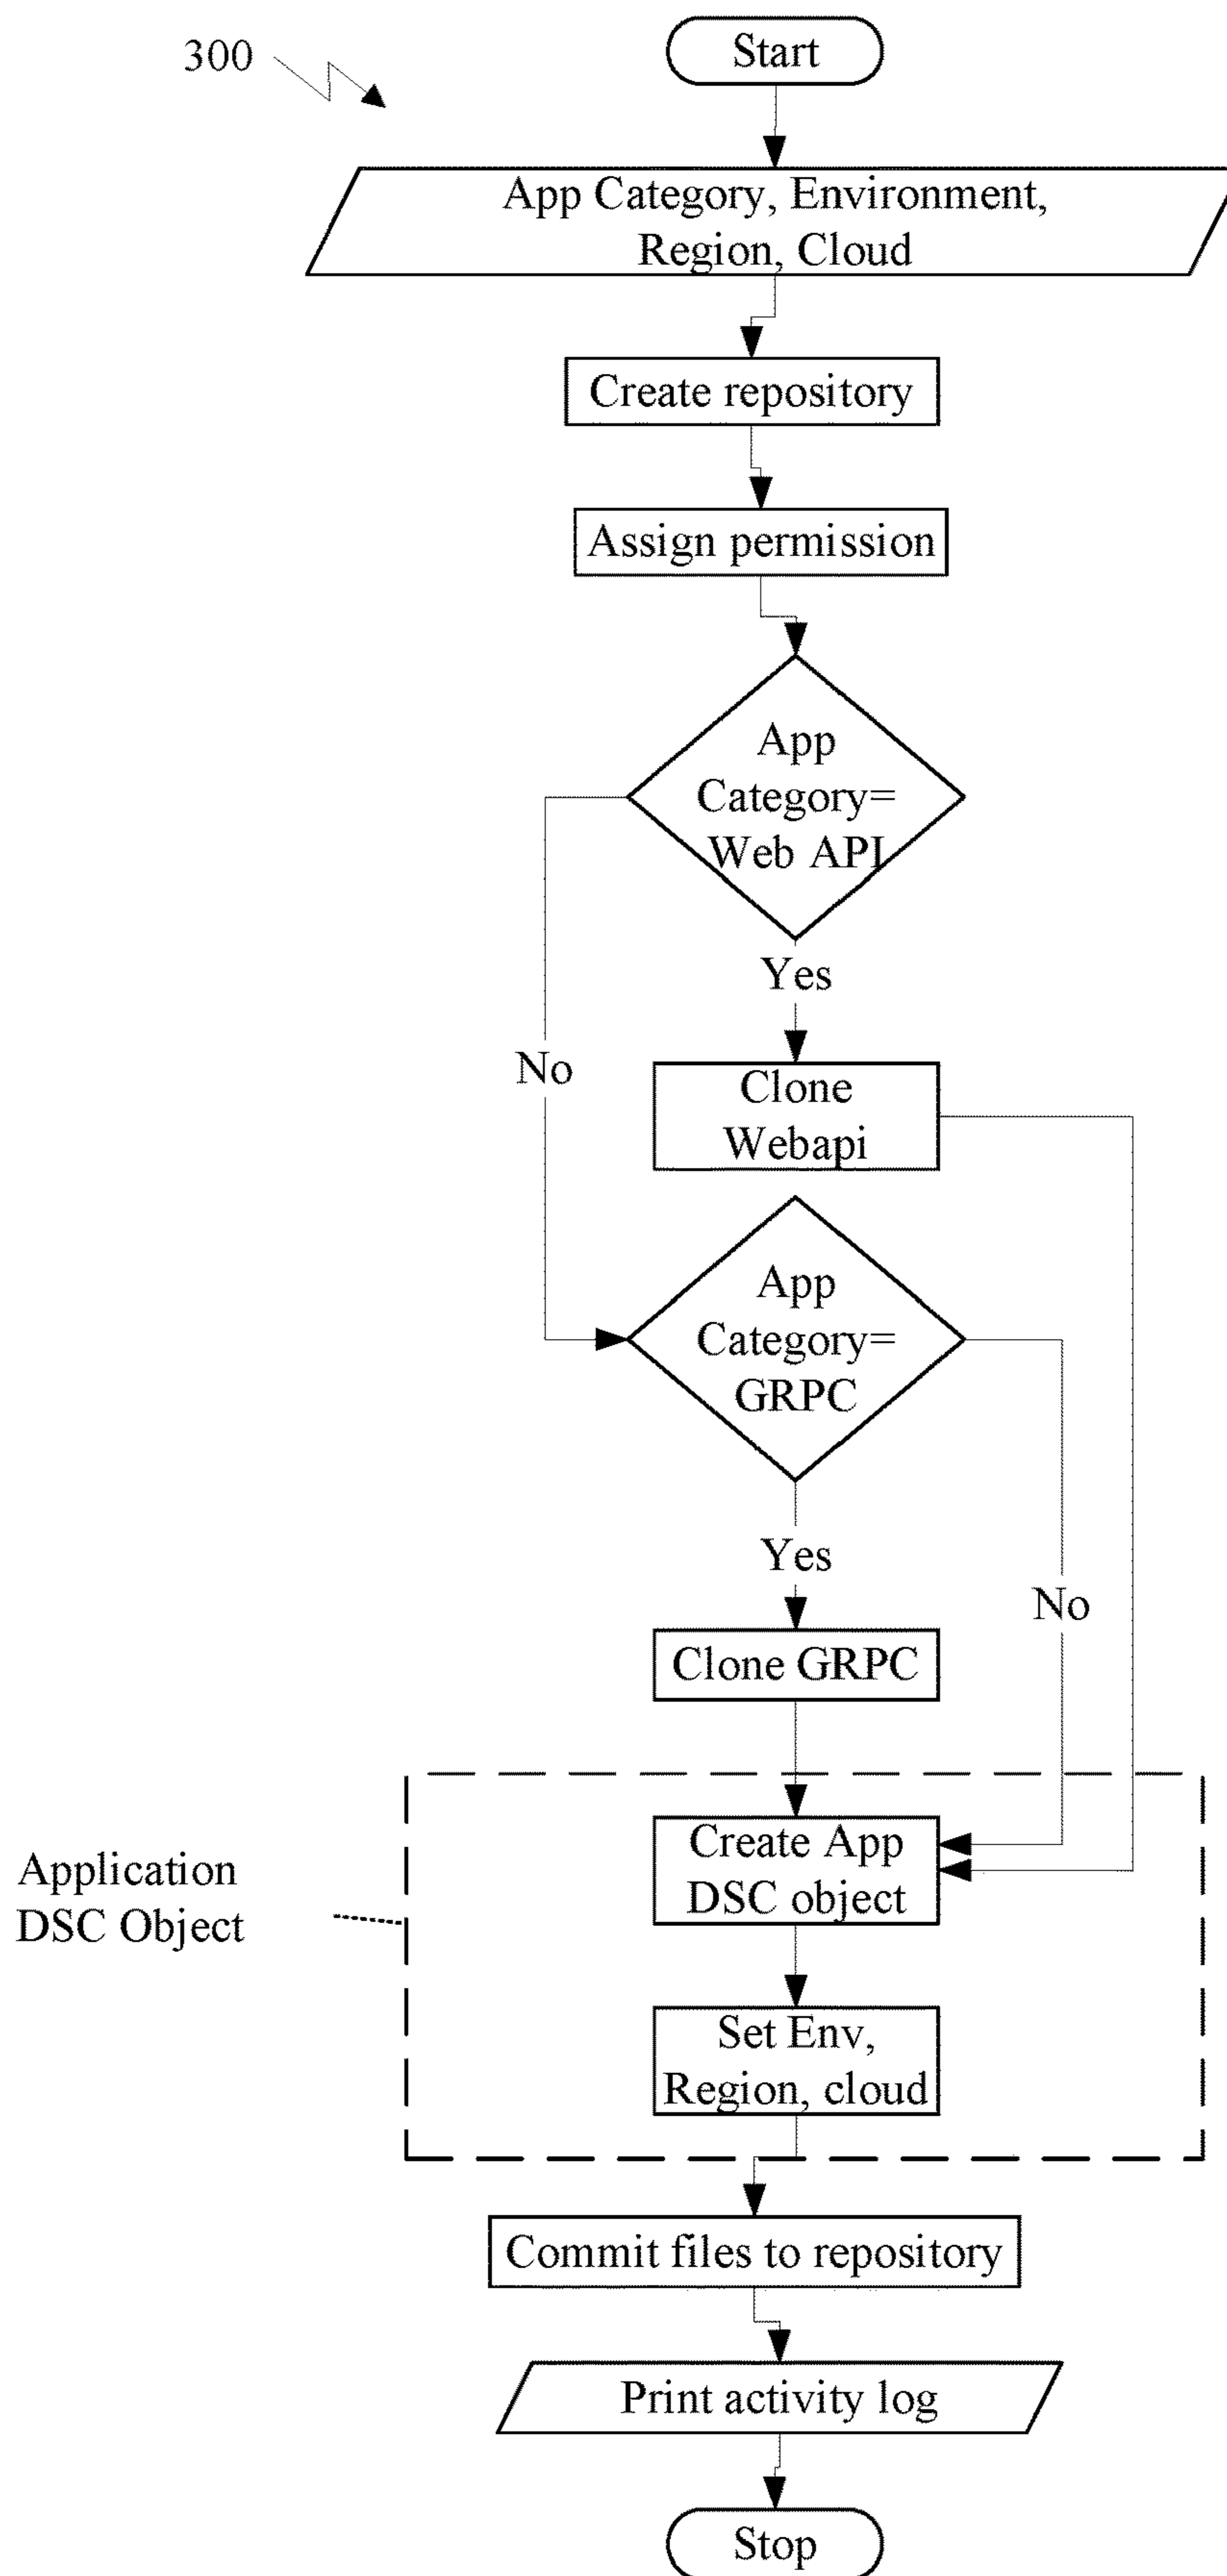 300
Start
App Category, Environment,
Region, Cloud
Create repository
Assign permission
App
Category=
Web API
Yes
No
Clone
Webapi
App
Category=
GRPC
Yes
No
Clone GRPC
Create App
DSC object
Application
DSC Object
Set Env,
Region, cloud
Commit files to repository
Print activity log
Stop